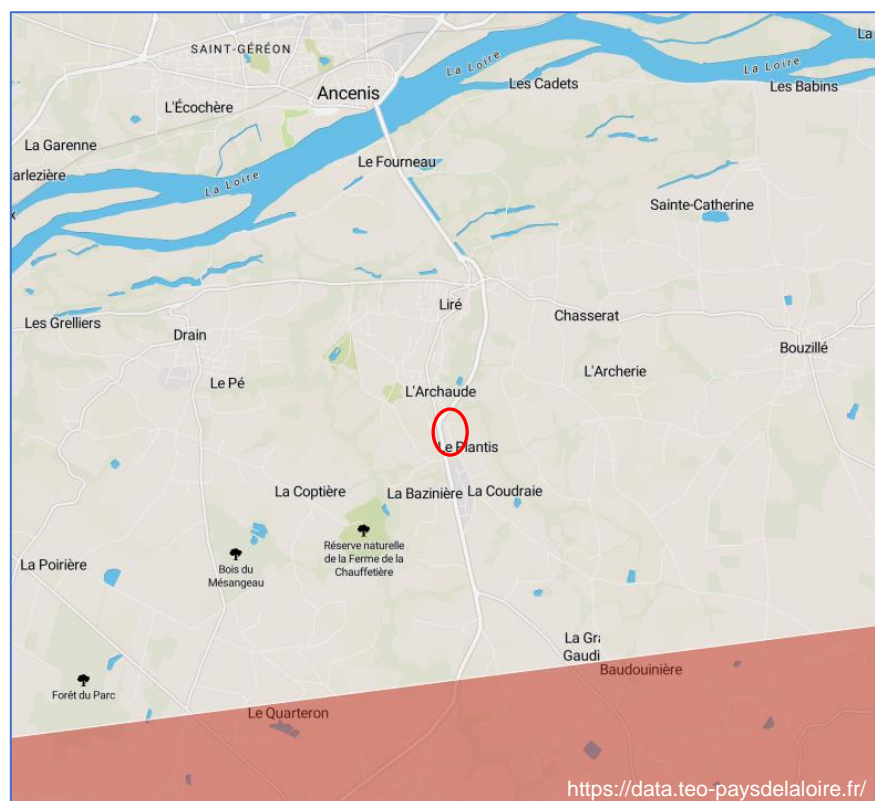 SAINT-GÉRÉON
La Loire
La
Ancenis
Les Cadets
La Loire
Les Babins
L'Écochère
La Garenne
Le Fourneau
arlezière
La Loire
Sainte-Catherine
Liré
Chasserat
Les Grelliers
Drain
Bouzillé
L'Archerie
Le Pé
L'Archaude
Le Plantis
La Coptière
La Bazinière
La Coudraie
Réserve naturelle
de la Ferme de la
Chauffetière
La Poirière
Bois du
Mésangeau
La Gra
Gaudi
Baudouinière
Forêt du Parc
Le Quarteron
https://data.teo-paysdelaloire.fr/